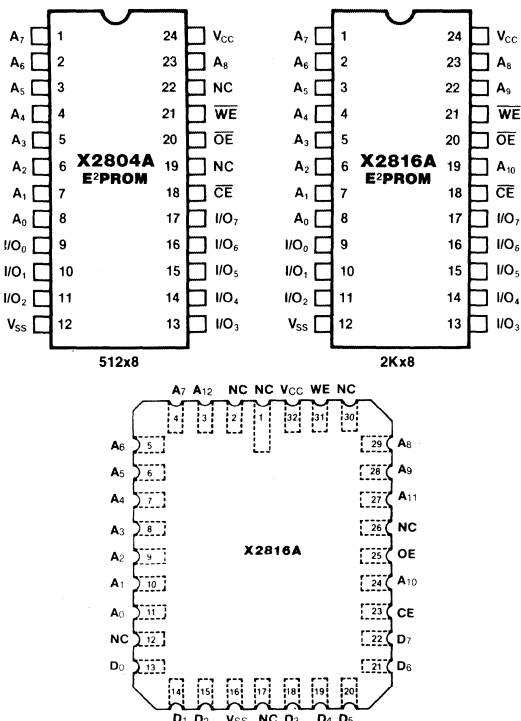 A7 1 24 VCC
A6 2 23 A8
A5 3 22 NC
A4 4 21 WE
A3 5 20 OE
A2 6 19 NC
A1 7 18 CE
A0 8 17 I/O7
I/O0 9 16 I/O6
I/O1 10 15 I/O5
I/O2 11 14 I/O4
VSS 12 13 I/O3
X2804A
E²PROM
512x8
A7 1 24 VCC
A6 2 23 A8
A5 3 22 A9
A4 4 21 WE
A3 5 20 OE
A2 6 19 A10
A1 7 18 CE
A0 8 17 I/O7
I/O0 9 16 I/O6
I/O1 10 15 I/O5
I/O2 11 14 I/O4
VSS 12 13 I/O3
X2816A
E²PROM
2Kx8
A7 A12 NC NC VCC WE NC
4 3 2 1 32 31 30
A6 5 29 A8
A5 6 28 A9
A4 7 27 A11
A3 8 26 NC
A2 9 25 OE
A1 10 24 A10
A0 11 23 CE
NC 12 22 D7
D0 13 21 D6
X2816A
14 15 16 17 18 19 20
D1 D2 VSS NC D3 D4 D5